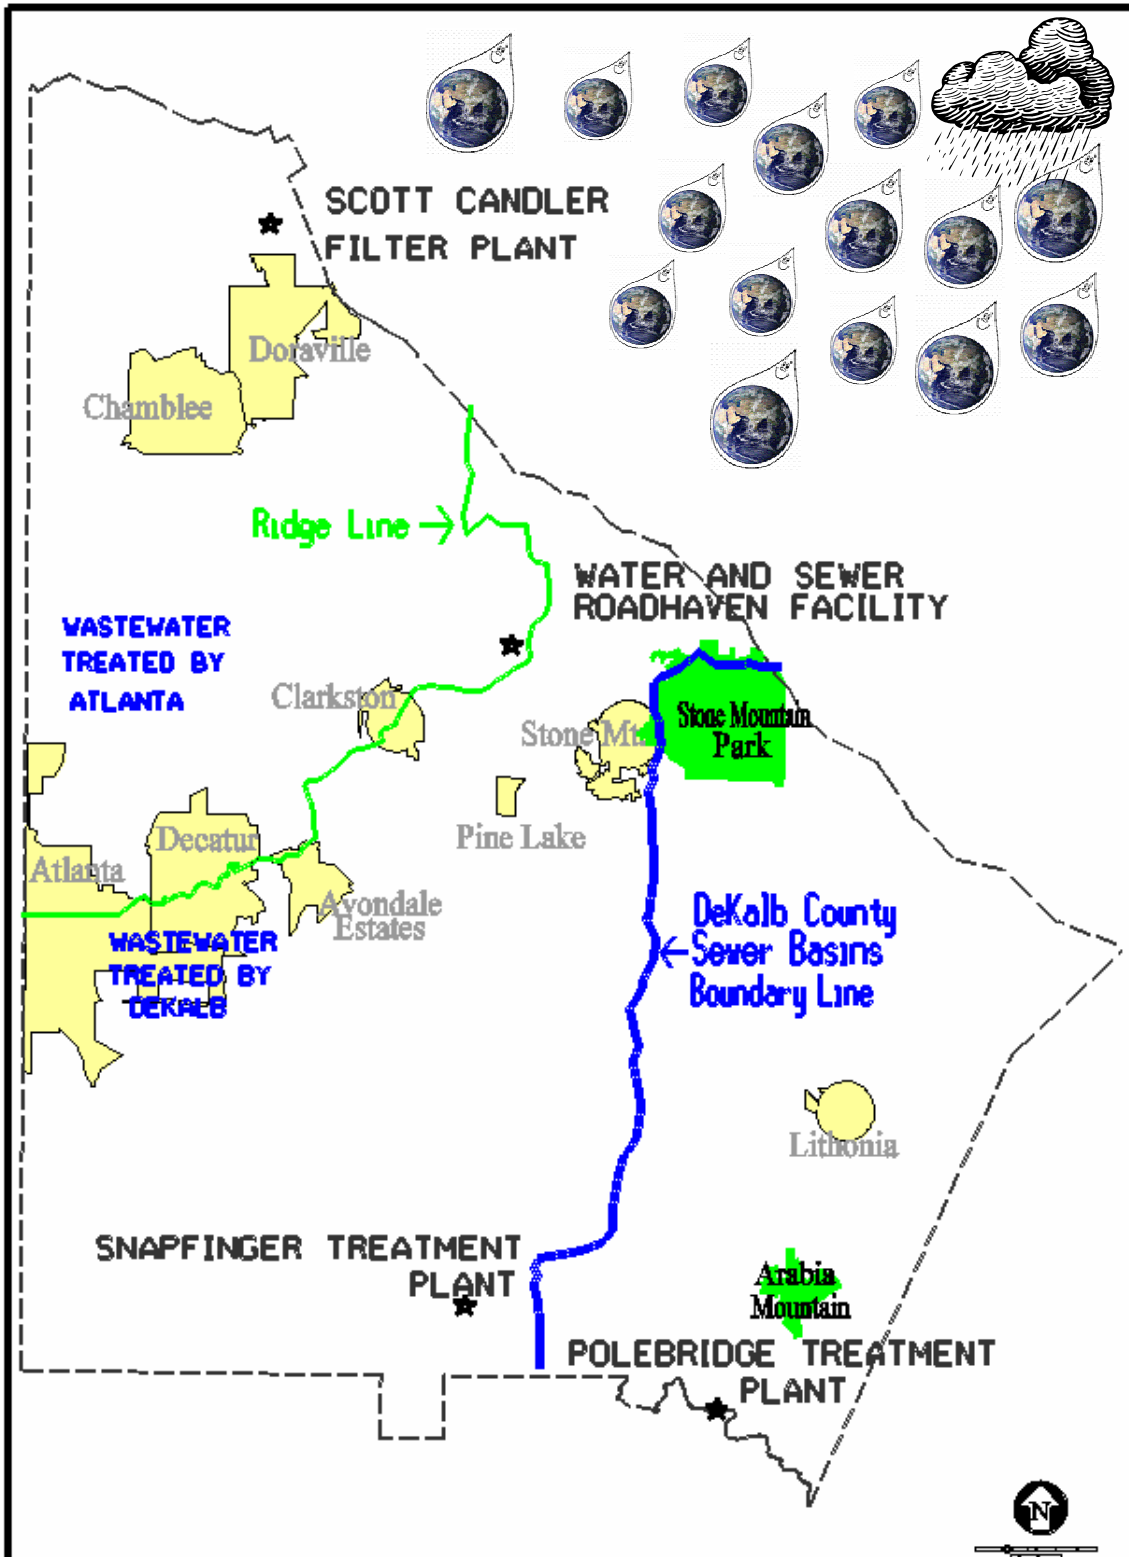 SCOTT CANDLER
FILTER PLANT
Doraville
Chamblee
Ridge Line
WATER AND SEWER
ROADHAVEN FACILITY
WASTEWATER
TREATED BY
ATLANTA
Clarkston
Stone Mtn
Stone Mountain
Park
Pine Lake
Decatur
Atlanta
Avondale
Estates
WASTEWATER
TREATED BY
DEKALB
DeKalb County
Sewer Basins
Boundary Line
Lithonia
SNAPFINGER TREATMENT
PLANT
Arabia
Mountain
POLEBRIDGE TREATMENT
PLANT
N